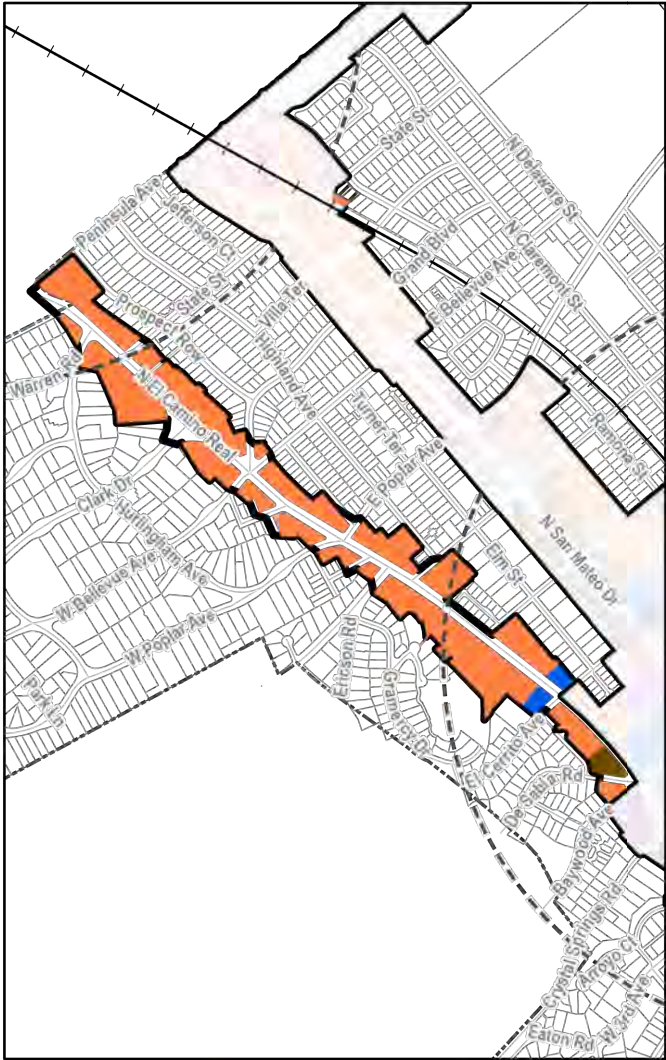 State St
N Delaware St
Peninsula Ave
Jefferson Ct
Grand Blvd
N Claremont St
Bellevue Ave
State St
Villa Ter
Prospect Row
Warren Rd
Highland Ave
N El Camino Real
Turner Ter
Ramona St
E Poplar Ave
Clark Dr
Hurlingham Ave
N San Mateo Dr
Elm St
W Bellevue Ave
W Poplar Ave
Ericson Rd
Gramercy Dr
Park Ln
El Cerrito Ave
De Sabla Rd
Baywood Ave
Crystal Springs Rd
Arroyo Ct
W 3rd Ave
Eaton Rd